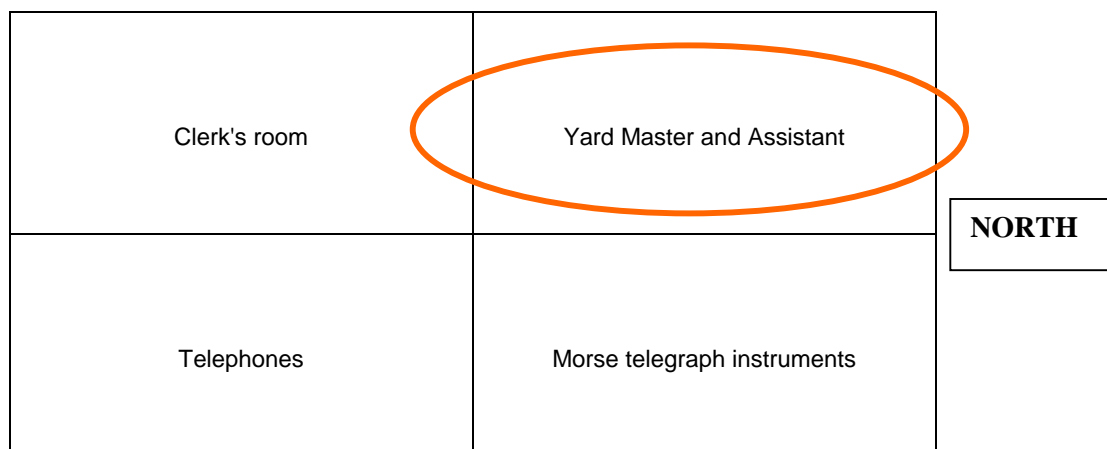 Clerk's room
Yard Master and Assistant
NORTH
Telephones
Morse telegraph instruments